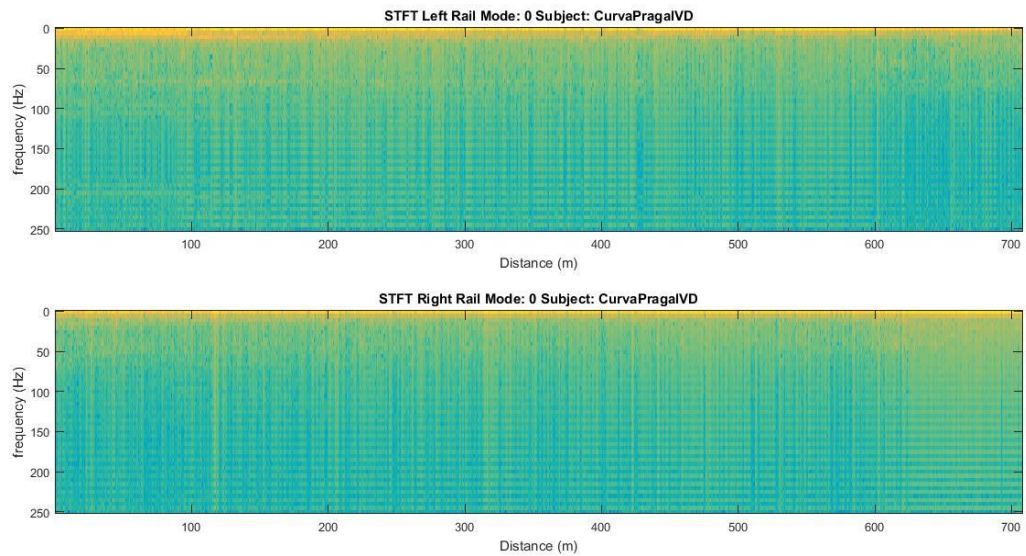 STFT Left Rail Mode: 0 Subject: CurvaPragalVD
0
50
100
150
200
250
frequency (Hz)
100 200 300 400 500 600 700
Distance (m)
STFT Right Rail Mode: 0 Subject: CurvaPragalVD
0
50
100
150
200
250
frequency (Hz)
100 200 300 400 500 600 700
Distance (m)